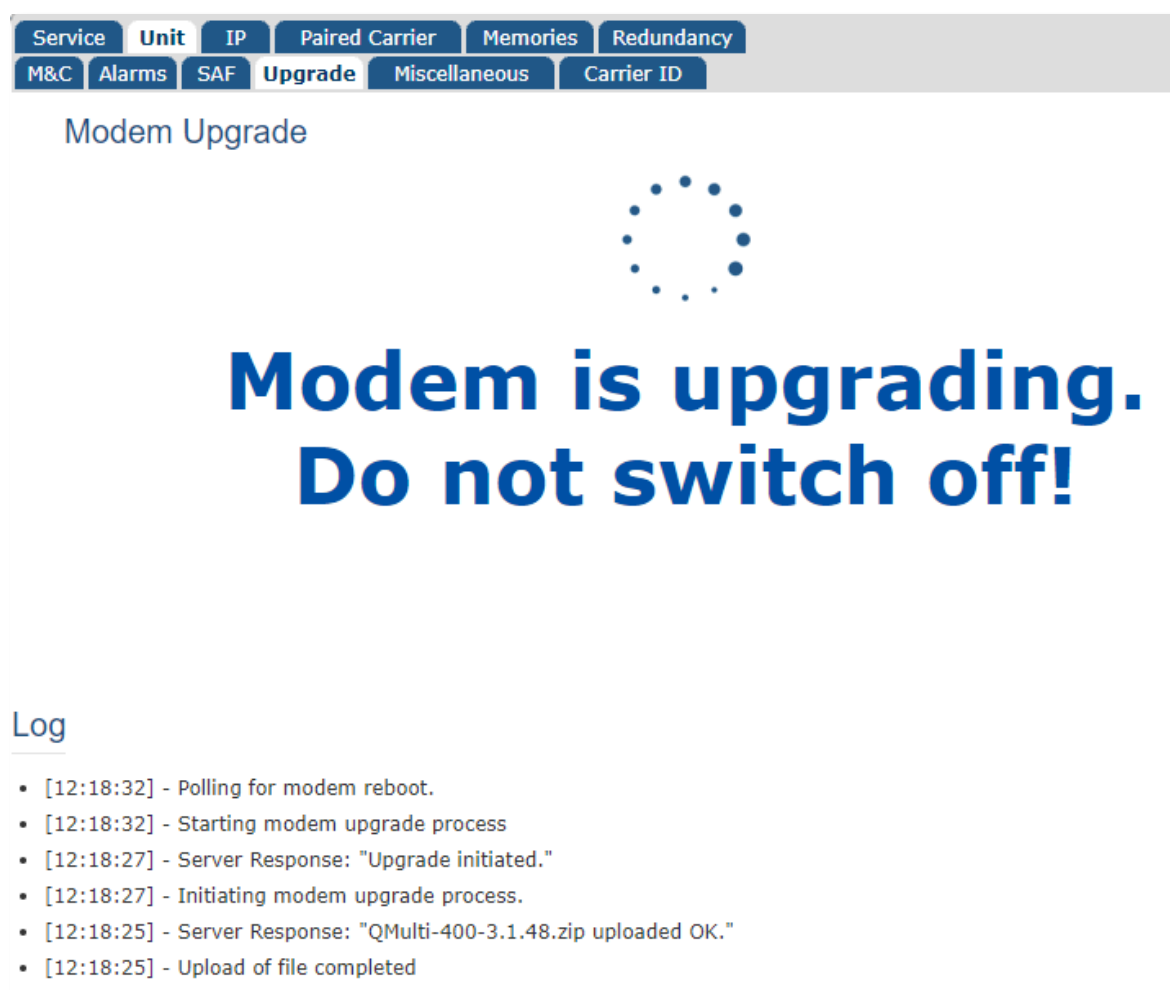 Service Unit IP Paired Carrier Memories Redundancy
M&C Alarms SAF Upgrade Miscellaneous Carrier ID
Modem Upgrade
Modem is upgrading.
Do not switch off!
Log
• [12:18:32] - Polling for modem reboot.
• [12:18:32] - Starting modem upgrade process
• [12:18:27] - Server Response: "Upgrade initiated."
• [12:18:27] - Initiating modem upgrade process.
• [12:18:25] - Server Response: "QMulti-400-3.1.48.zip uploaded OK."
• [12:18:25] - Upload of file completed